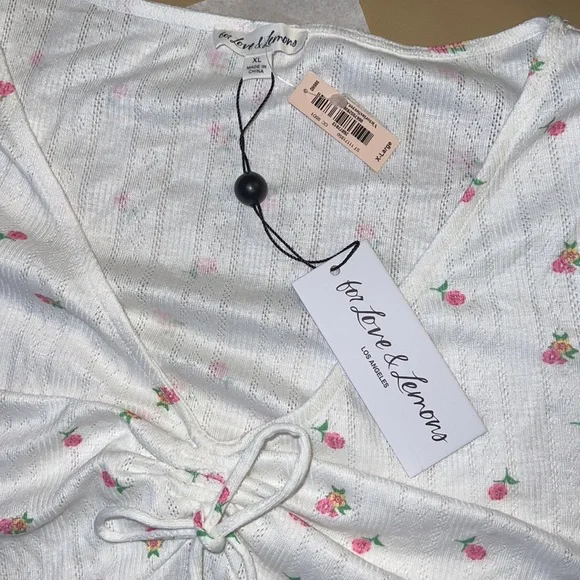 for Love & Lemons
XL
MADE IN
CHINA
X-Large
for Love & Lemons
LOS ANGELES